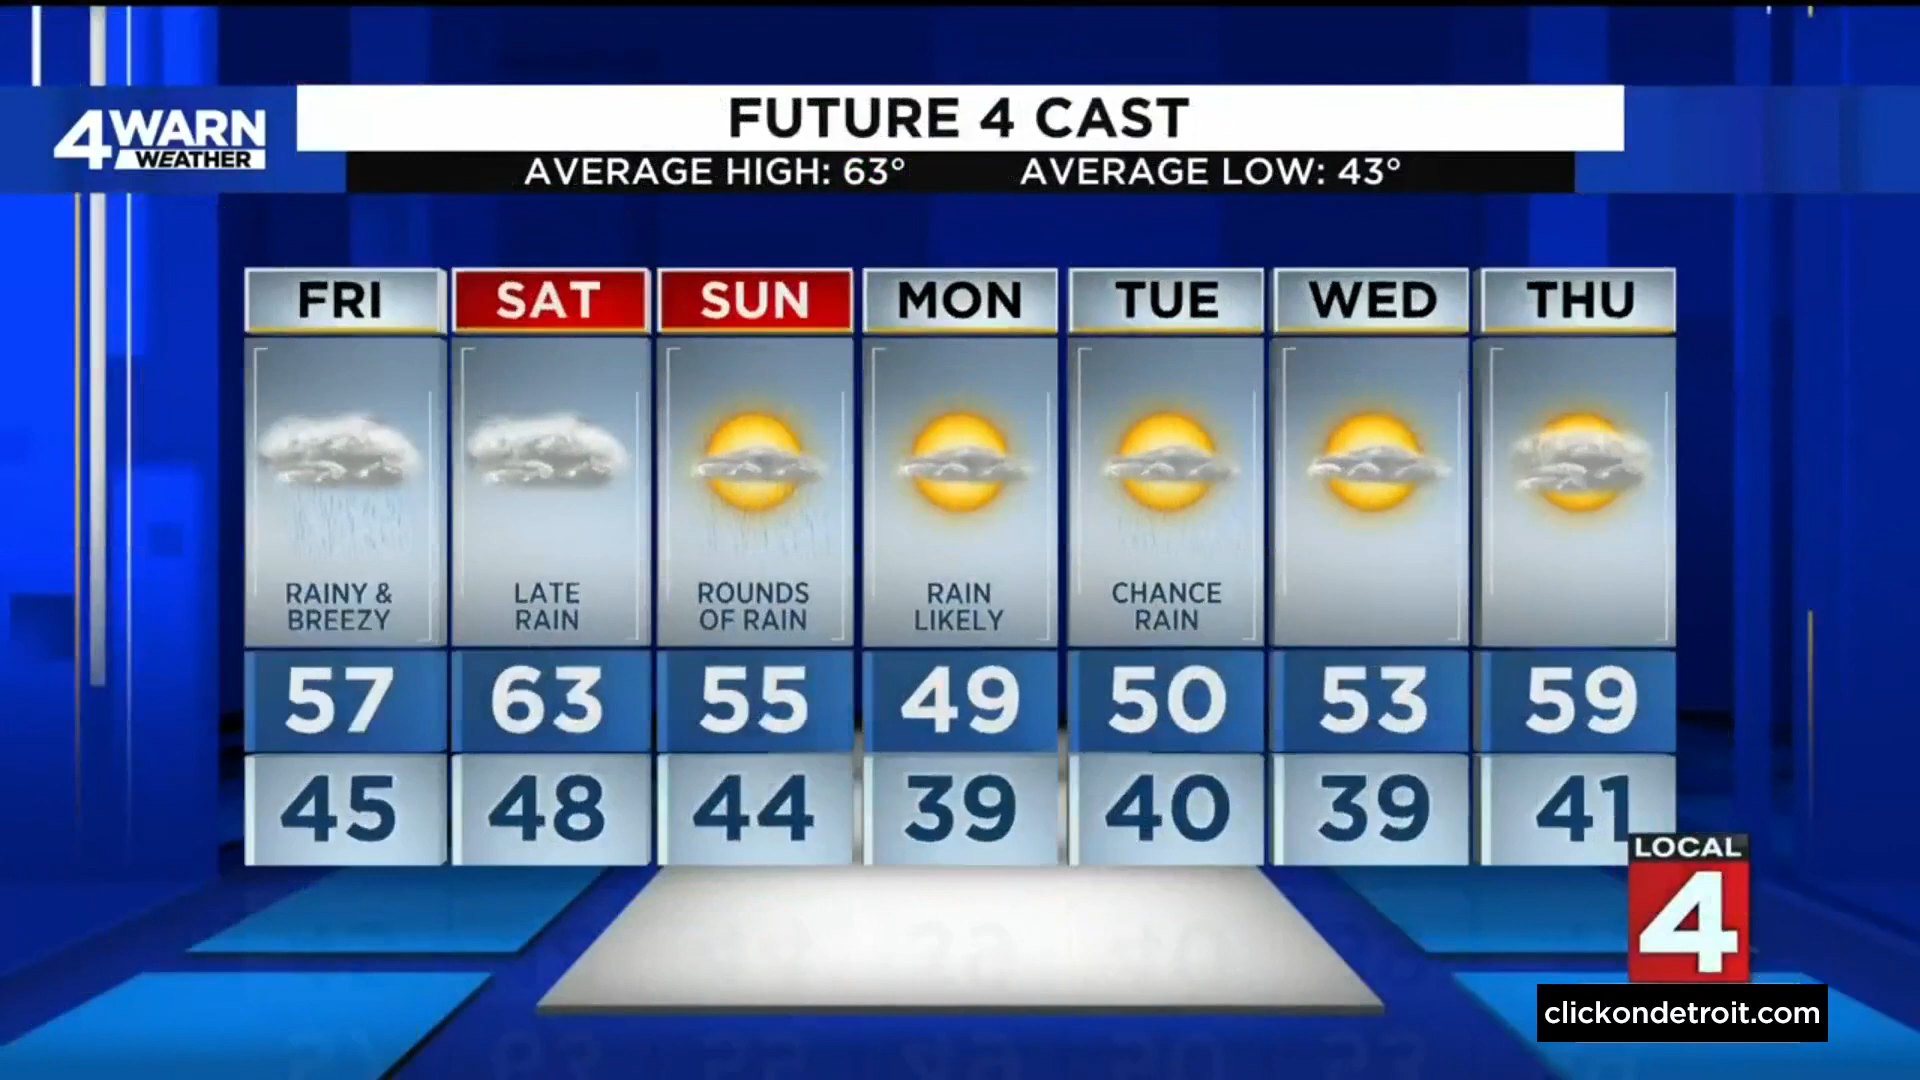 4WARN
WEATHER
FUTURE 4 CAST
AVERAGE HIGH: 63° AVERAGE LOW: 43°
FRI SAT SUN MON TUE WED THU
RAINY & LATE ROUNDS RAIN CHANCE
BREEZY RAIN OF RAIN LIKELY RAIN
57 63 55 49 50 53 59
45 48 44 39 40 39 41
LOCAL
4
clickondetroit.com